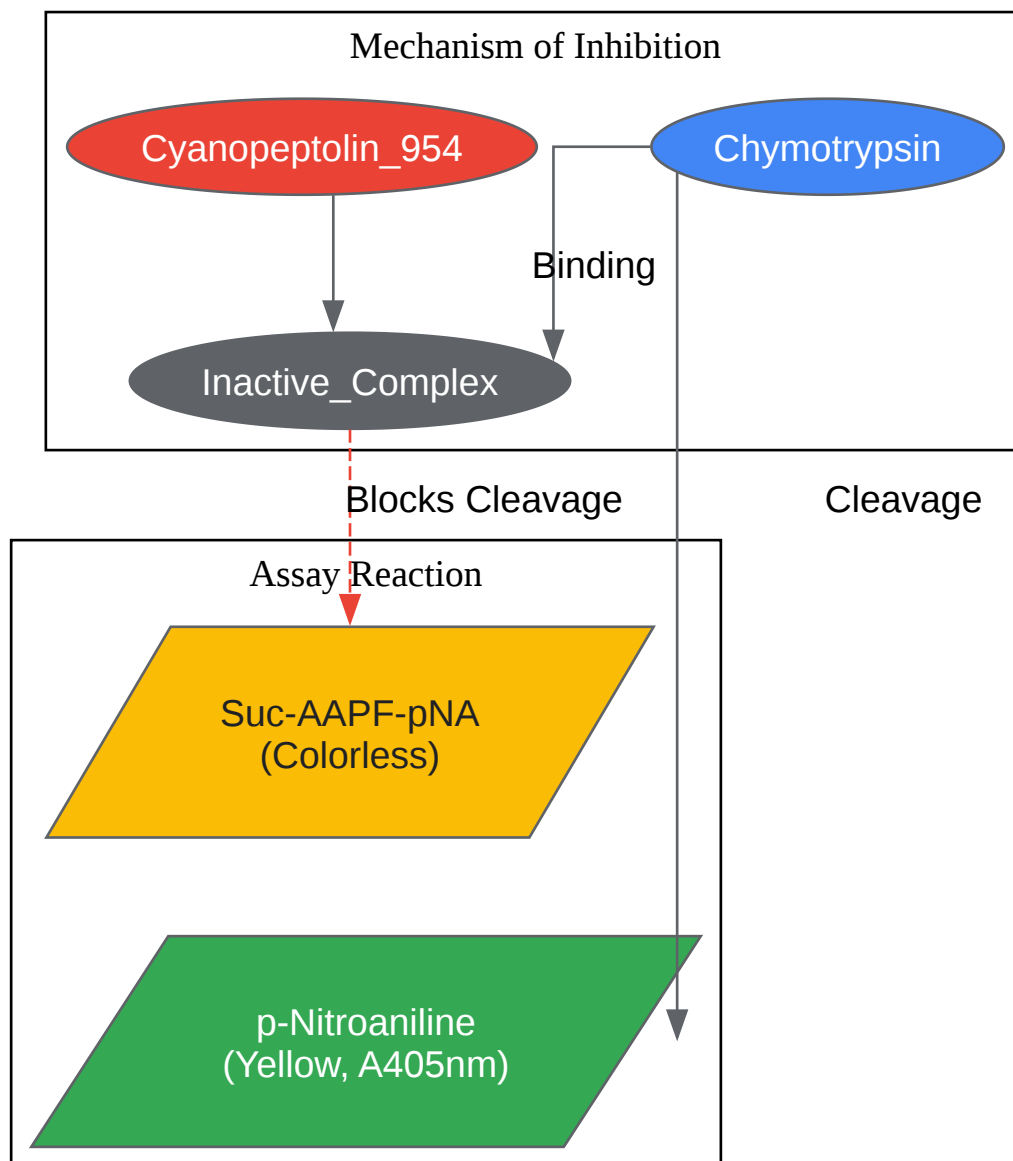 Mechanism of Inhibition
Cyanopeptolin_954
Chymotrypsin
Binding
Inactive_Complex
Blocks Cleavage
Cleavage
Assay Reaction
Suc-AAPF-pNA
(Colorless)
p-Nitroaniline
(Yellow, A405nm)